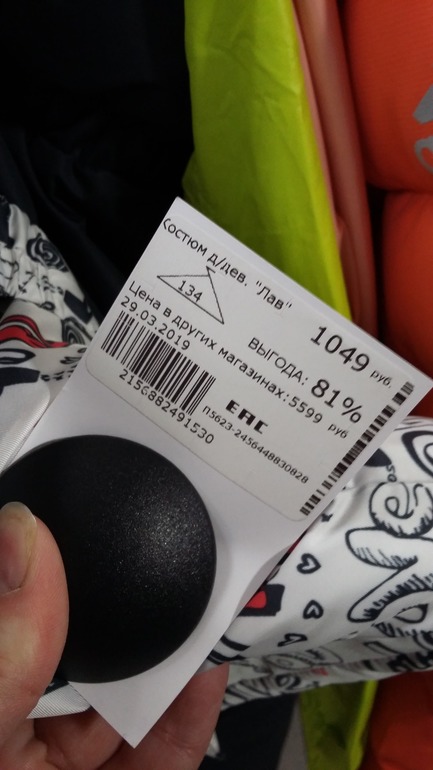 Костюм д/дев. "Лав"
134
1049 руб.
ВЫГОДА: 81%
Цена в других магазинах: 5599 руб
29.03.2019
EAC
П5623-2456448830828
2156882491530